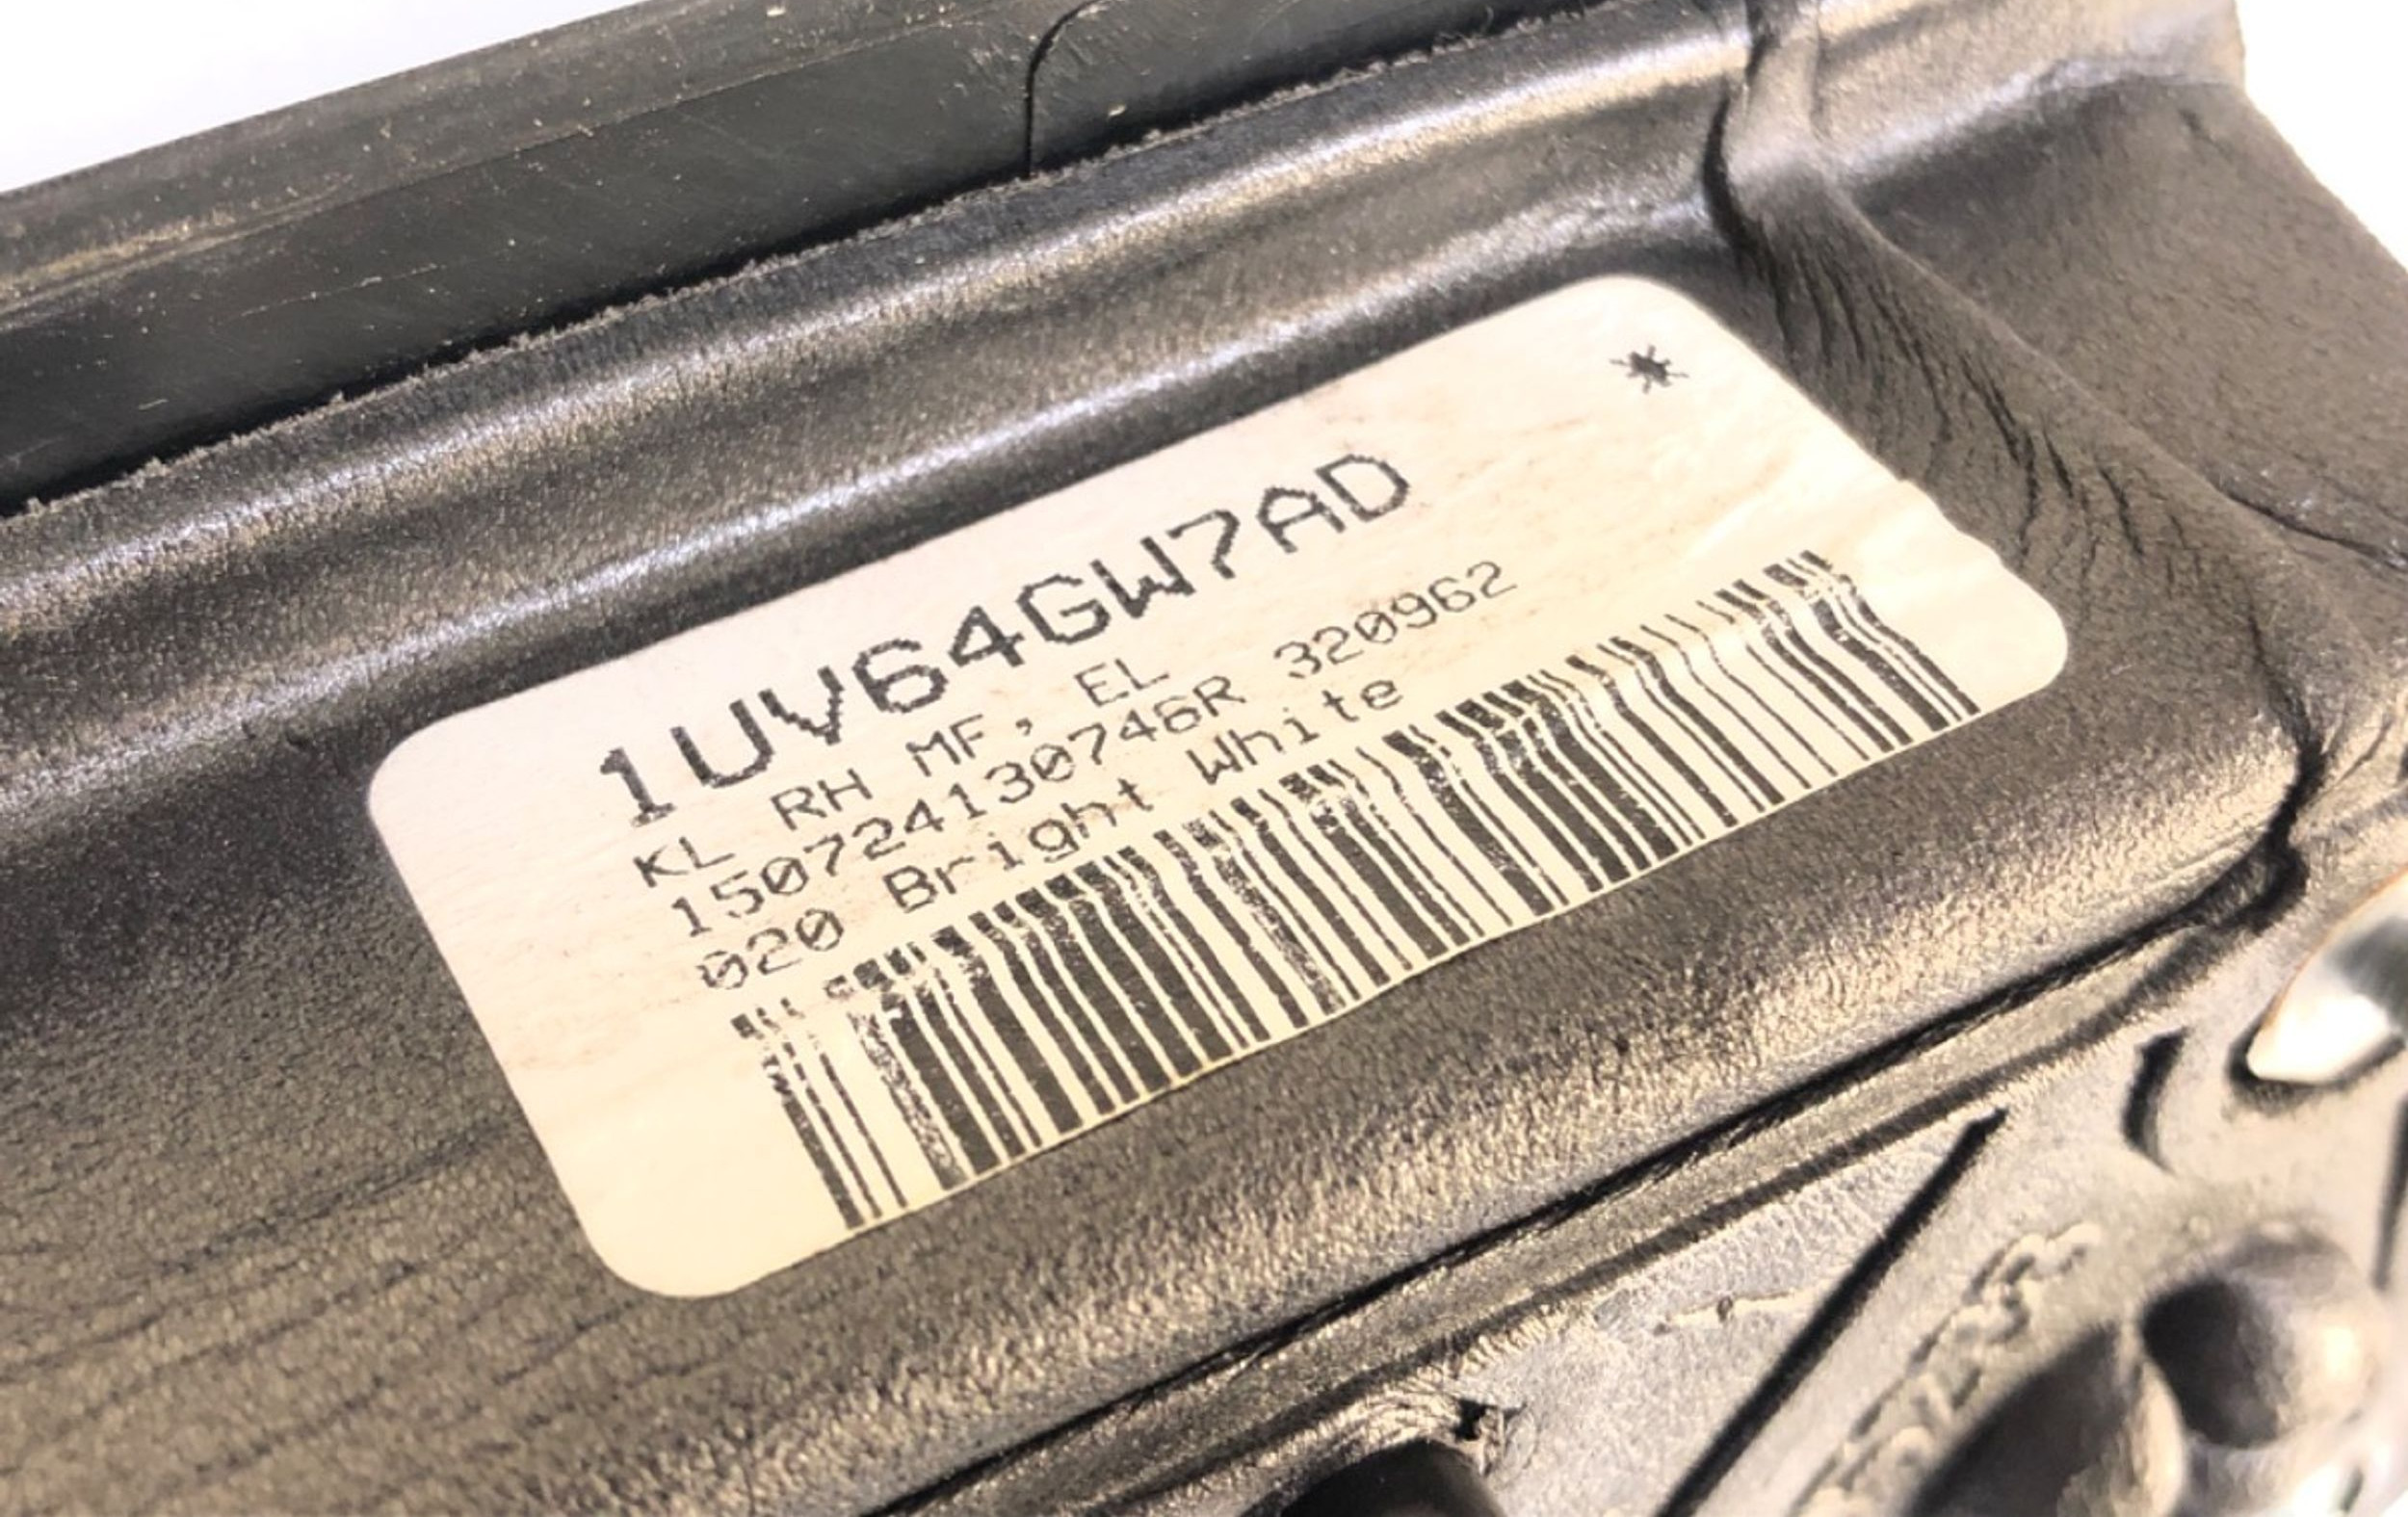 *
1UV64GW7AD
KL RH MF, EL
150724130746R 320962
020 Bright White